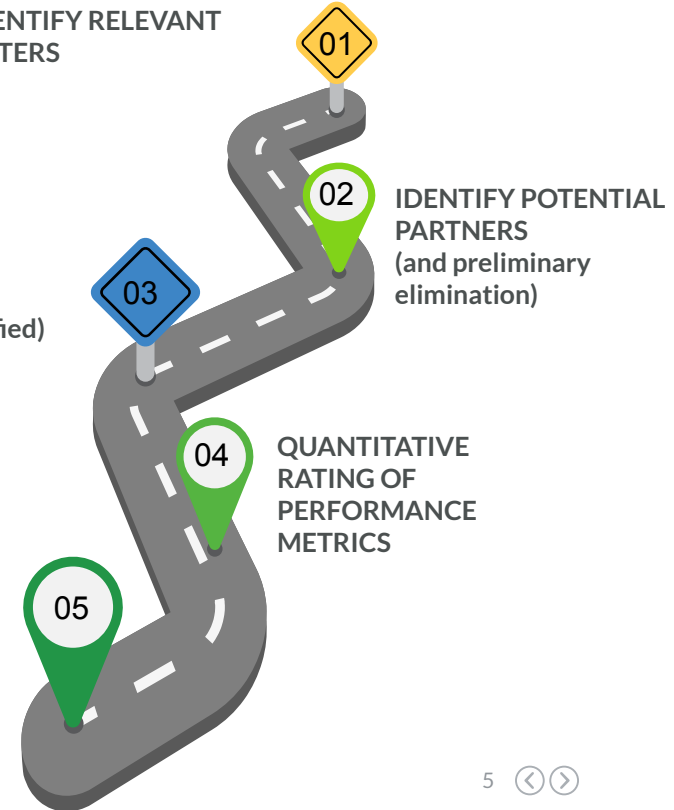 ENTIFY RELEVANT
TERS
01
02
IDENTIFY POTENTIAL
PARTNERS
(and preliminary
elimination)
03
fied)
04
QUANTITATIVE
RATING OF
PERFORMANCE
METRICS
05
5